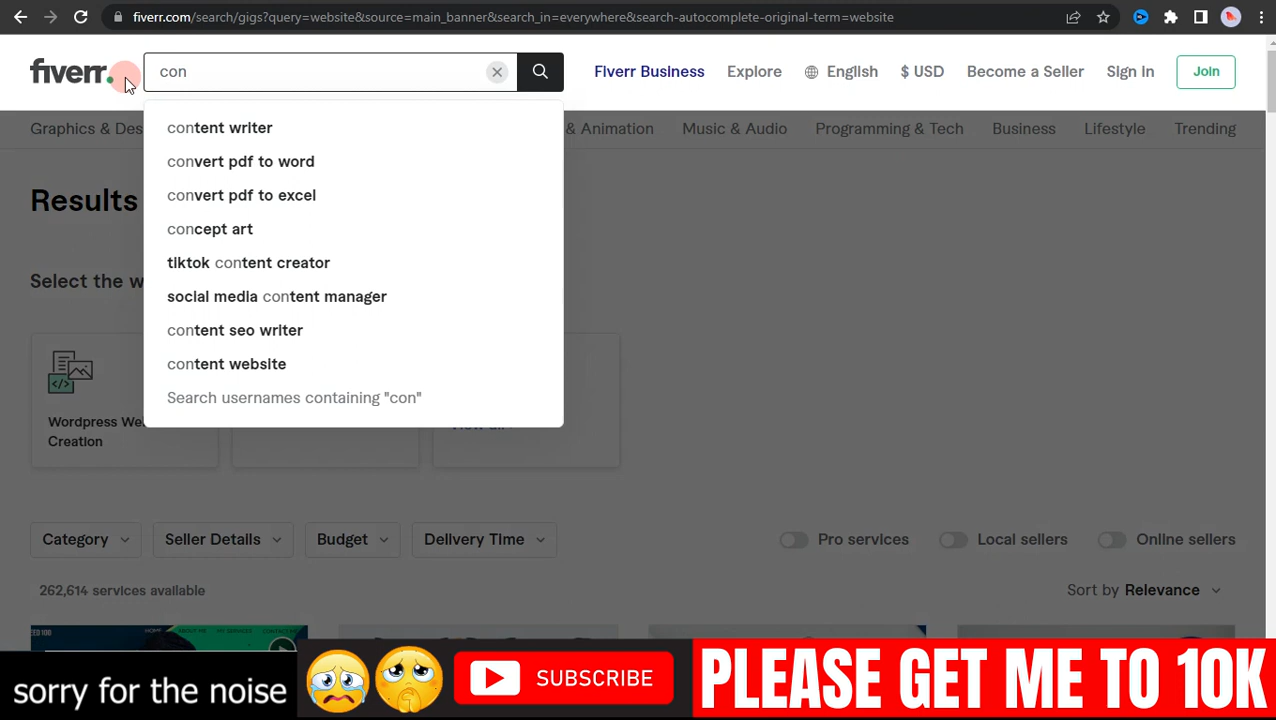 fiverr.com/search/gigs?query=website&source=main_banner&search_in=everywhere&search-autocomplete-original-term=website
fiverr.
con
Fiverr Business
Explore
English
$ USD
Become a Seller
Sign in
Join
Graphics & Des
& Animation
Music & Audio
Programming & Tech
Business
Lifestyle
Trending
content writer
convert pdf to word
convert pdf to excel
concept art
tiktok content creator
social media content manager
content seo writer
content website
Search usernames containing "con"
Results
Select the w
Wordpress We
Creation
Category
Seller Details
Budget
Delivery Time
Pro services
Local sellers
Online sellers
262,614 services available
Sort by Relevance
sorry for the noise
SUBSCRIBE
PLEASE GET ME TO 10K